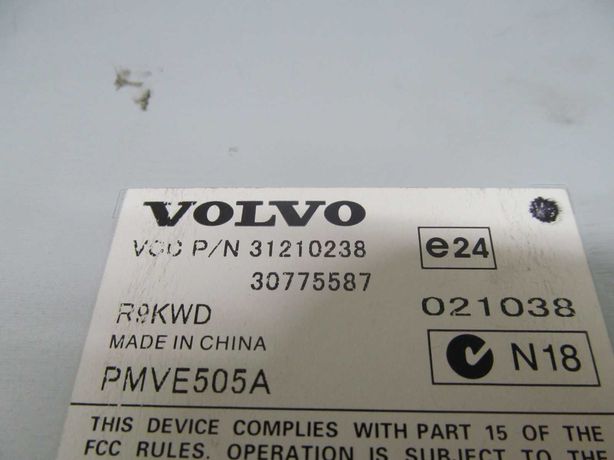 VOLVO
VCC P/N 31210238
30775587
e24
R9KWD
021038
MADE IN CHINA
N18
PMVE505A
THIS DEVICE COMPLIES WITH PART 15 OF THE
FCC RULES. OPERATION IS SUBJECT TO THE